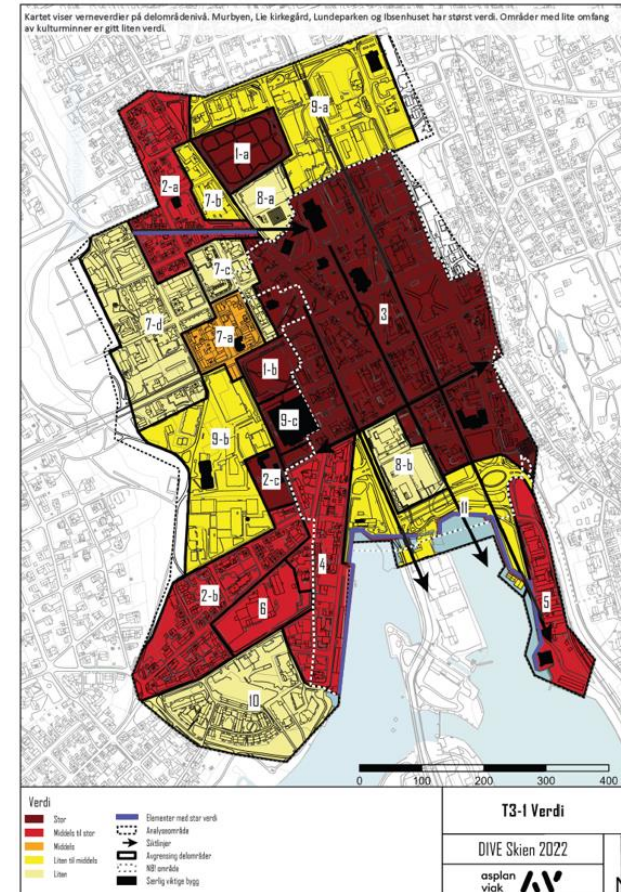 Kartet viser verneverdier på delområdenivå. Murbyen, Lie kirkegård, Lundeparken og Ibsenhuset har størst verdi. Områder med lite omfang
av kulturminner er gitt liten verdi.
9-a
1-a
2-a
7-b
8-a
7-c
3
7-d
7-a
1-b
9-c
9-b
8-b
2-c
11
4
2-b
6
5
10
0 100 200 300 400
Verdi
Stor
Middels til stor
Middels
Liten til middels
Liten
Elementer med stor verdi
Analyseområde
Siktlinjer
Avgrensing delområder
NB! område
Særlig viktige bygg
T3-1 Verdi
DIVE Skien 2022
asplan
viak
N